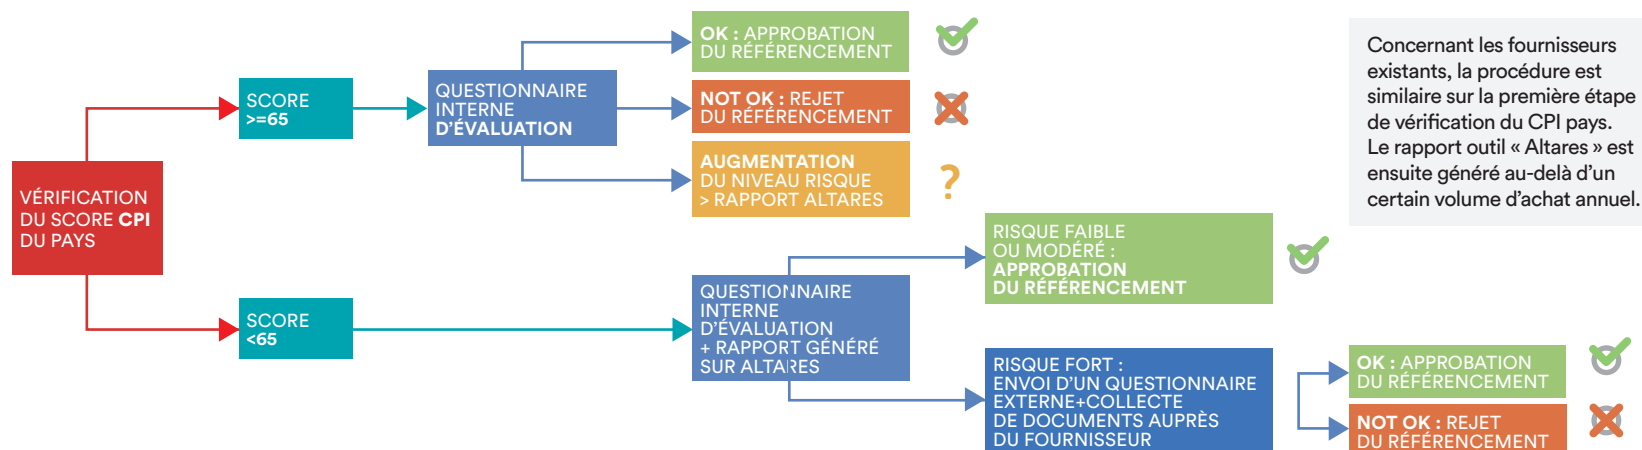 VÉRIFICATION
DU SCORE CPI
DU PAYS
SCORE
>=65
QUESTIONNAIRE
INTERNE
D’ÉVALUATION
OK : APPROBATION
DU RÉFÉRENCEMENT
NOT OK : REJET
DU RÉFÉRENCEMENT
AUGMENTATION
DU NIVEAU RISQUE
> RAPPORT ALTARES
?
SCORE
<65
QUESTIONNAIRE
INTERNE
D’ÉVALUATION
+ RAPPORT GÉNÉRÉ
SUR ALTARES
RISQUE FAIBLE
OU MODÉRÉ :
APPROBATION
DU RÉFÉRENCEMENT
RISQUE FORT :
ENVOI D’UN QUESTIONNAIRE
EXTERNE+COLLECTE
DE DOCUMENTS AUPRÈS
DU FOURNISSEUR
OK : APPROBATION
DU RÉFÉRENCEMENT
NOT OK : REJET
DU RÉFÉRENCEMENT
Concernant les fournisseurs
existants, la procédure est
similaire sur la première étape
de vérification du CPI pays.
Le rapport outil « Altares » est
ensuite généré au-delà d’un
certain volume d’achat annuel.